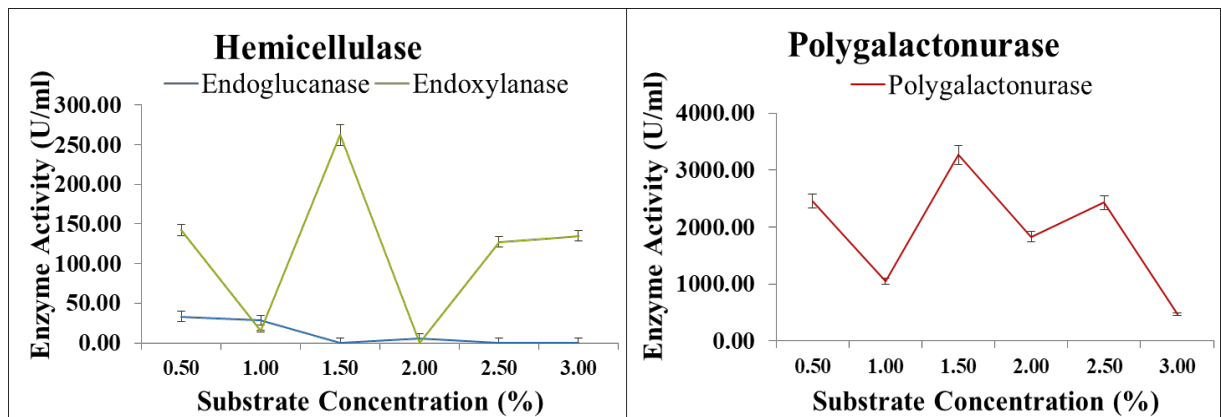 Hemicellulase
Endoglucanase Endoxylanase
Enzyme Activity (U/ml)
300.00
250.00
200.00
150.00
100.00
50.00
0.00
0.50 1.00 1.50 2.00 2.50 3.00
Substrate Concentration (%)
Polygalactonurase
Polygalactonurase
Enzyme Activity (U/ml)
4000.00
3000.00
2000.00
1000.00
0.00
0.50 1.00 1.50 2.00 2.50 3.00
Substrate Concentration (%)